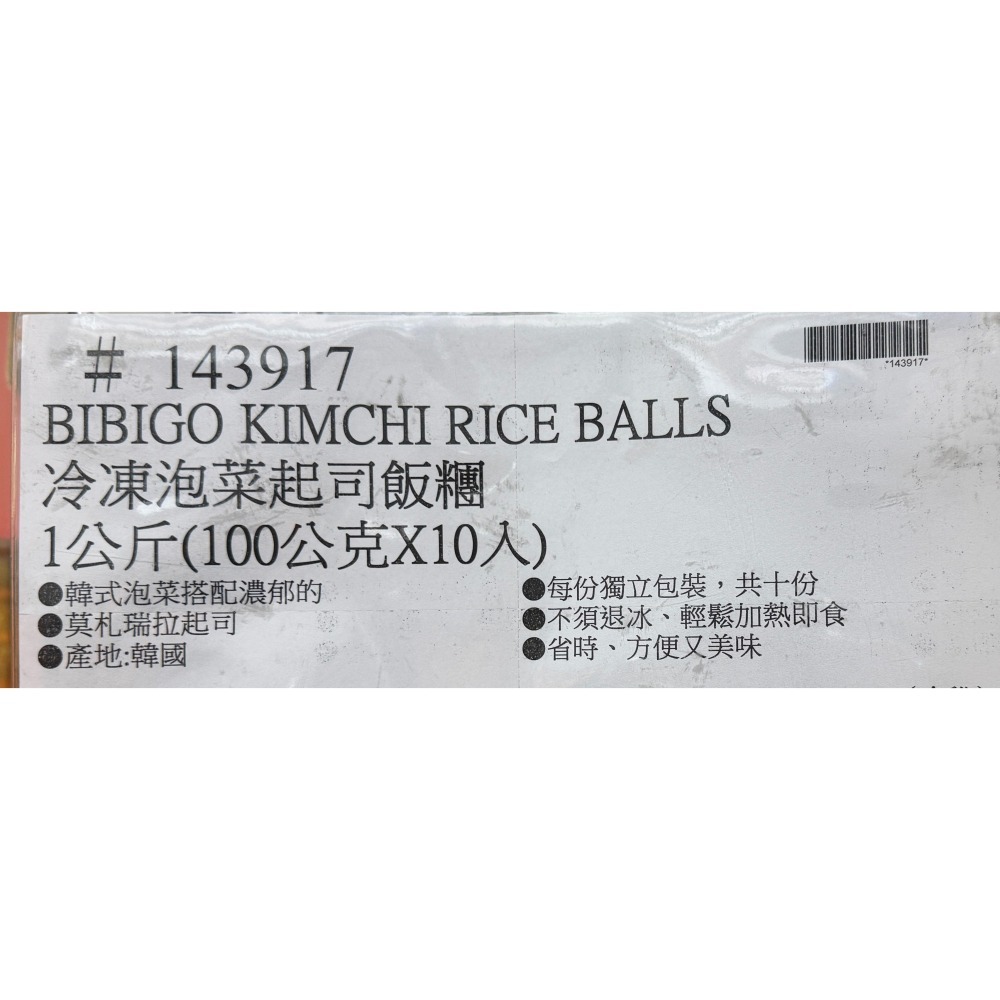 # 143917
*143917*
BIBIGO KIMCHI RICE BALLS
冷凍泡菜起司飯糰
1公斤(100公克X10入)
●韓式泡菜搭配濃郁的
●莫札瑞拉起司
●產地:韓國
●每份獨立包裝，共十份
●不須退冰、輕鬆加熱即食
●省時、方便又美味